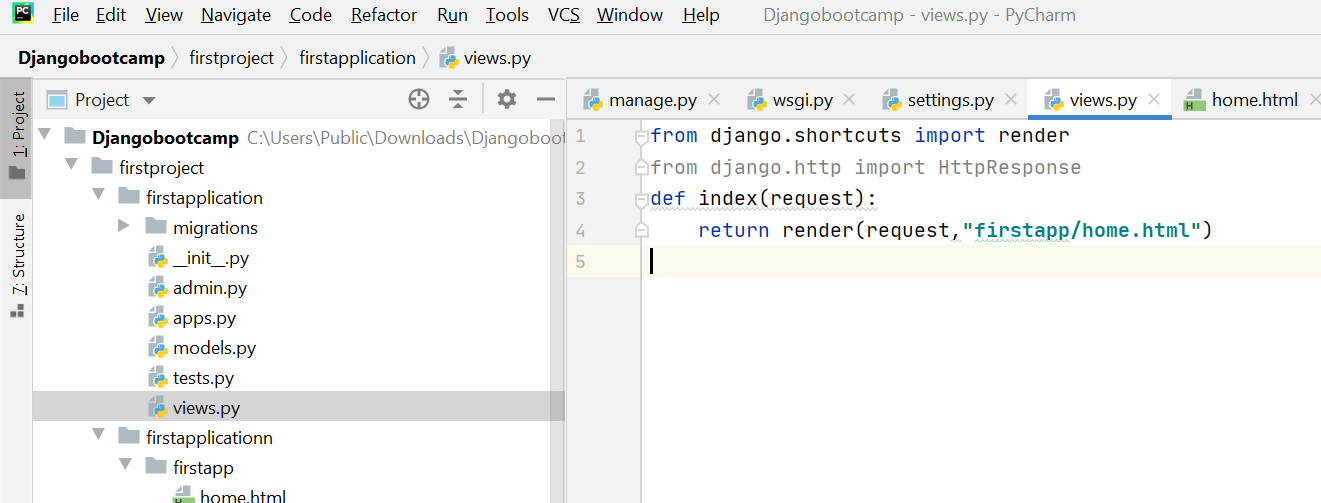 PC File Edit View Navigate Code Refactor Run Tools VCS Window Help Djangobootcamp - views.py - PyCharm
Djangobootcamp firstproject firstapplication views.py
1: Project
7: Structure
Project
Djangobootcamp C:\Users\Public\Downloads\Djangoboot
firstproject
firstapplication
migrations
__init__.py
admin.py
apps.py
models.py
tests.py
views.py
firstapplicationn
firstapp
home.html
manage.py wsgi.py settings.py views.py home.html
1 from django.shortcuts import render
2 from django.http import HttpResponse
3 def index(request):
4 return render(request,"firstapp/home.html")
5